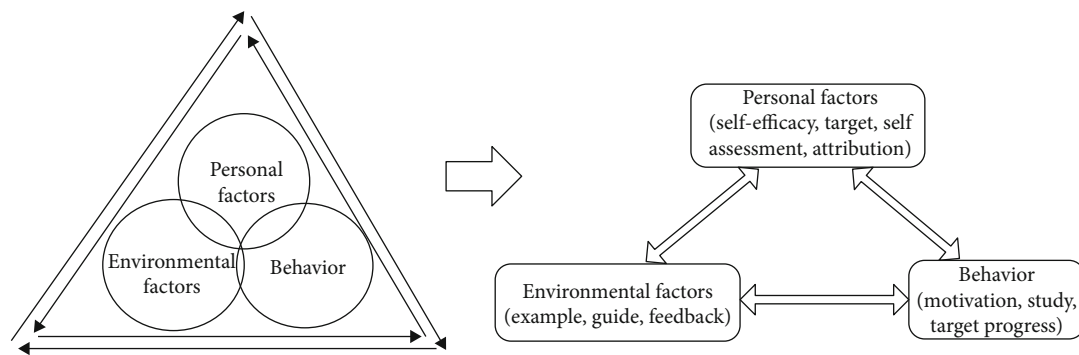 Personal
factors
Environmental
factors
Behavior
Personal factors
(self-efficacy, target, self
assessment, attribution)
Environmental factors
(example, guide, feedback)
Behavior
(motivation, study,
target progress)